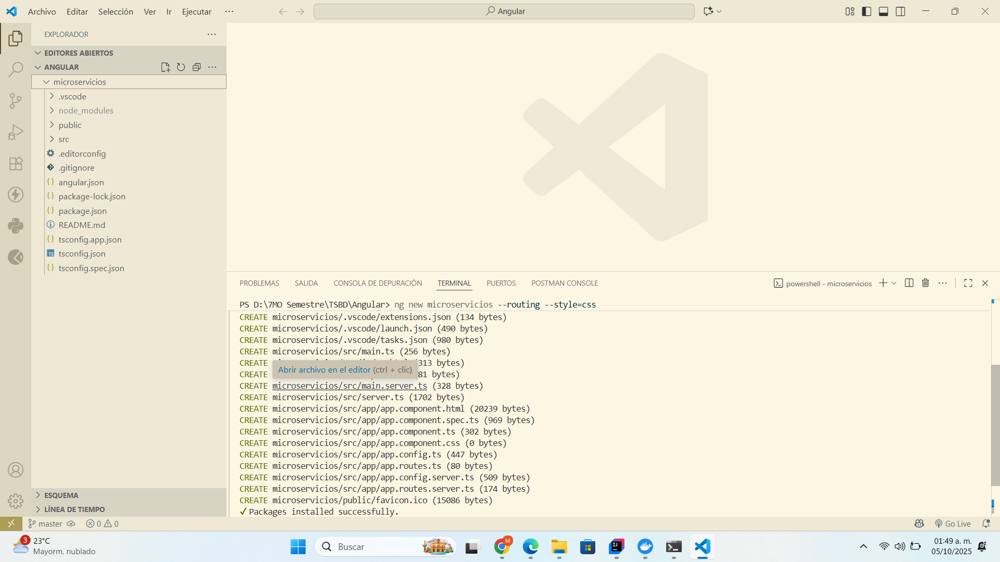 Archivo Editar Selección Ver Ir Ejecutar ···
Angular
EXPLORADOR
EDITORES ABIERTOS
ANGULAR
microservicios
.vscode
node_modules
public
src
.editorconfig
.gitignore
angular.json
package-lock.json
package.json
README.md
tsconfig.app.json
tsconfig.json
tsconfig.spec.json
ESQUEMA
LÍNEA DE TIEMPO
PROBLEMAS SALIDA CONSOLA DE DEPURACIÓN TERMINAL PUERTOS POSTMAN CONSOLE
powershell - microservicios
PS D:\7MO Semestre\TSBD\Angular> ng new microservicios --routing --style=css
CREATE microservicios/.vscode/extensions.json (134 bytes)
CREATE microservicios/.vscode/launch.json (490 bytes)
CREATE microservicios/.vscode/tasks.json (980 bytes)
CREATE microservicios/src/main.ts (256 bytes)
CREATE 313 bytes)
Abrir archivo en el editor (ctrl + clic)
CREATE 81 bytes)
CREATE microservicios/src/main.server.ts (328 bytes)
CREATE microservicios/src/server.ts (1702 bytes)
CREATE microservicios/src/app/app.component.html (20239 bytes)
CREATE microservicios/src/app/app.component.spec.ts (969 bytes)
CREATE microservicios/src/app/app.component.ts (302 bytes)
CREATE microservicios/src/app/app.component.css (0 bytes)
CREATE microservicios/src/app/app.config.ts (447 bytes)
CREATE microservicios/src/app/app.routes.ts (80 bytes)
CREATE microservicios/src/app/app.config.server.ts (509 bytes)
CREATE microservicios/src/app/app.routes.server.ts (174 bytes)
CREATE microservicios/public/favicon.ico (15086 bytes)
✓ Packages installed successfully.
master 0 0 Go Live
3
23°C
Mayorm. nublado
Buscar
M
IJ
01:49 a. m.
05/10/2025